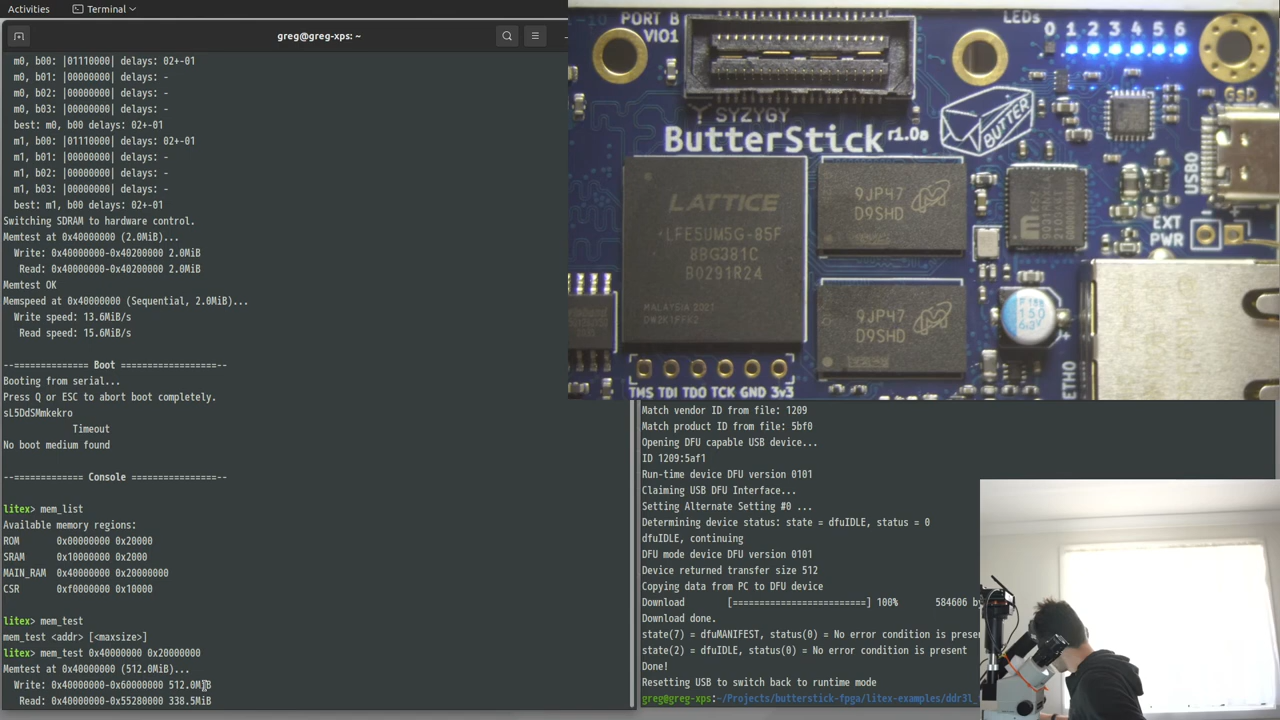 Activities
Terminal
greg@greg-xps: ~
m0, b00: |01110000| delays: 02+-01
m0, b01: |00000000| delays: -
m0, b02: |00000000| delays: -
m0, b03: |00000000| delays: -
best: m0, b00 delays: 02+-01
m1, b00: |01110000| delays: 02+-01
m1, b01: |00000000| delays: -
m1, b02: |00000000| delays: -
m1, b03: |00000000| delays: -
best: m1, b00 delays: 02+-01
Switching SDRAM to hardware control.
Memtest at 0x40000000 (2.0MiB)...
Write: 0x40000000-0x40200000 2.0MiB
Read: 0x40000000-0x40200000 2.0MiB
Memtest OK
Memspeed at 0x40000000 (Sequential, 2.0MiB)...
Write speed: 13.6MiB/s
Read speed: 15.6MiB/s
--============== Boot ==================--
Booting from serial...
Press Q or ESC to abort boot completely.
sL5DdSMmkekro
Timeout
No boot medium found
--============= Console ================--
litex> mem_list
Available memory regions:
ROM 0x00000000 0x20000
SRAM 0x10000000 0x2000
MAIN_RAM 0x40000000 0x20000000
CSR 0xf0000000 0x10000
litex> mem_test
mem_test <addr> [<maxsize>]
litex> mem_test 0x40000000 0x20000000
Memtest at 0x40000000 (512.0MiB)...
Write: 0x40000000-0x60000000 512.0MiB
Read: 0x40000000-0x55280000 338.5MiB
PORT B
VIO1
LEDs
0 1 2 3 4 5 6
GsD
SYZYGY
ButterStick r1.0a
BUTTER
USB0
LATTICE
LFE5UM5G-85F
8BG381C
B0291R24
MALAYSIA 2021
9JP47
D9SHD
9JP47
D9SHD
EXT
PWR
150
6.3V
ETH0
TMS TDI TDO TCK GND 3v3
Match vendor ID from file: 1209
Match product ID from file: 5bf0
Opening DFU capable USB device...
ID 1209:5af1
Run-time device DFU version 0101
Claiming USB DFU Interface...
Setting Alternate Setting #0 ...
Determining device status: state = dfuIDLE, status = 0
dfuIDLE, continuing
DFU mode device DFU version 0101
Device returned transfer size 512
Copying data from PC to DFU device
Download [=========================] 100% 584606 by
Download done.
state(7) = dfuMANIFEST, status(0) = No error condition is prese
state(2) = dfuIDLE, status(0) = No error condition is present
Done!
Resetting USB to switch back to runtime mode
greg@greg-xps:~/Projects/butterstick-fpga/litex-examples/ddr3l_